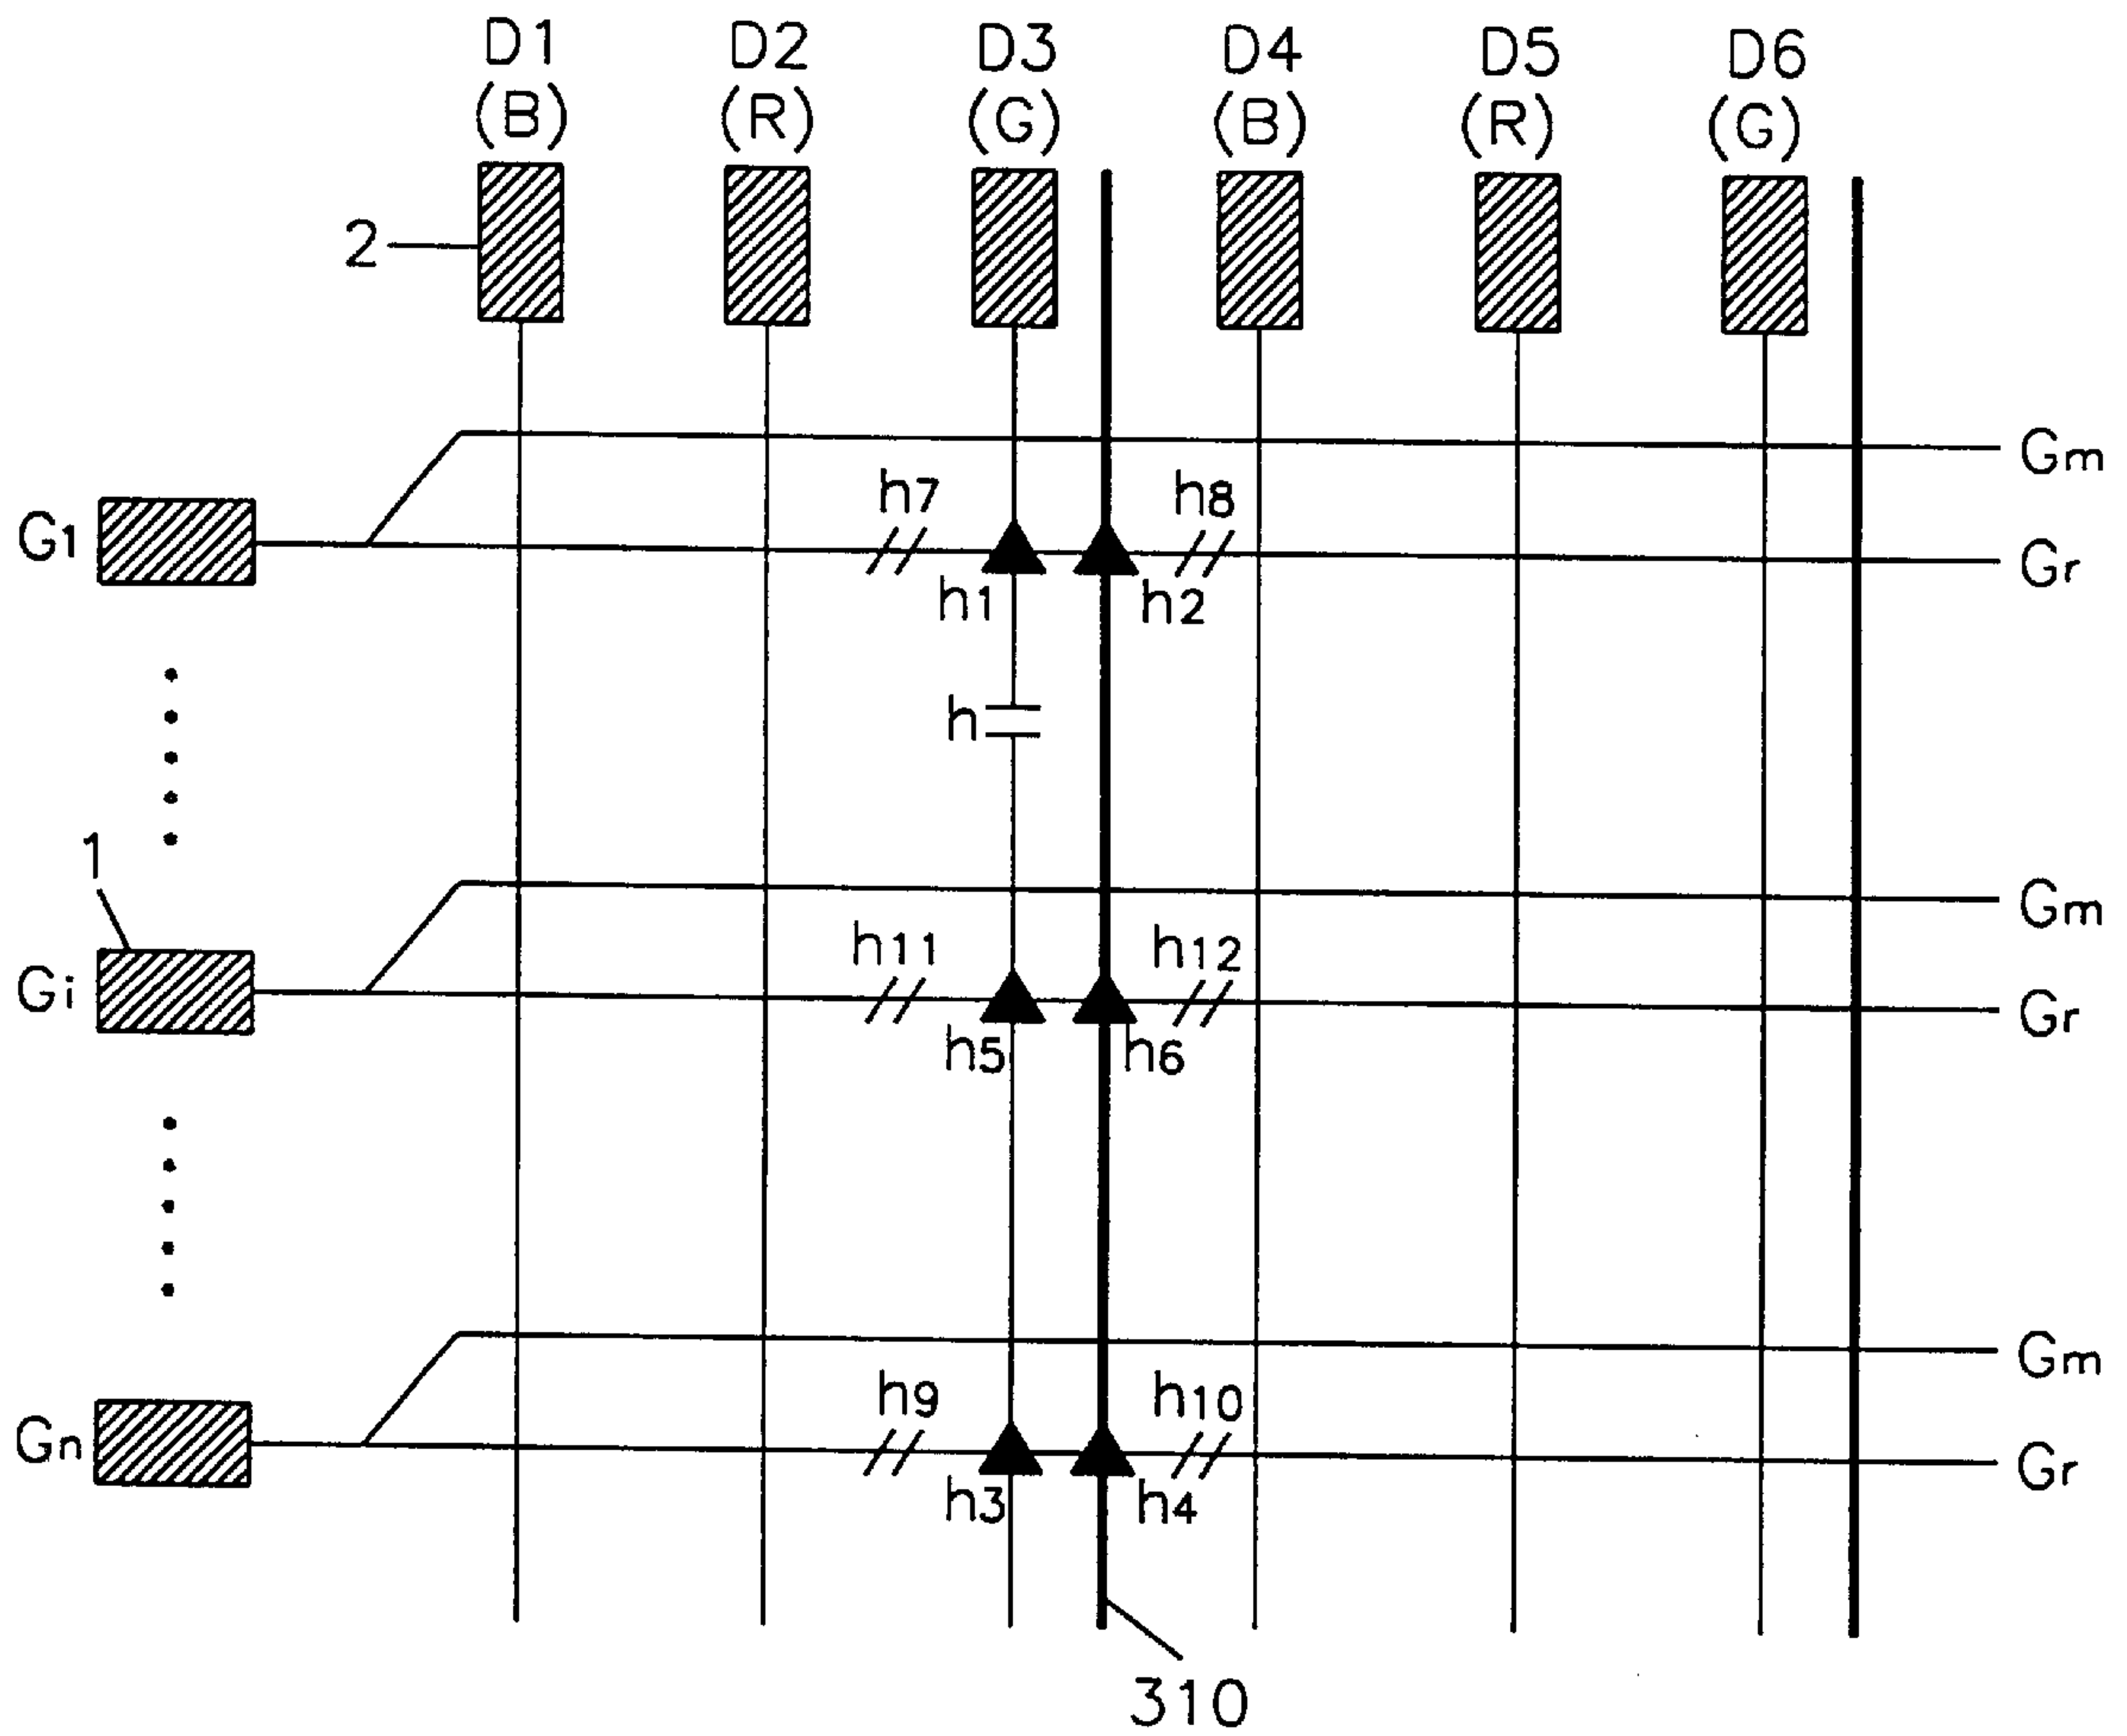 D1 D2 D3 D4 D5 D6
(B) (R) (G) (B) (R) (G)
2
Gm
h7 h8
G1
Gr
h1 h2
h
1
Gm
h11 h12
Gi
Gr
h5 h6
Gm
h9 h10
Gn
Gr
h3 h4
310